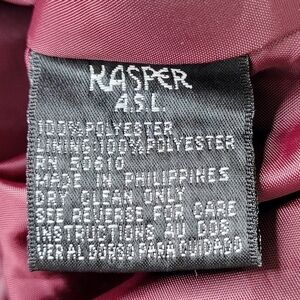 KASPER
A.S.L.
100% POLYESTER
LINING: 100% POLYESTER
RN 50610
MADE IN PHILIPPINES
DRY CLEAN ONLY
SEE REVERSE FOR CARE
INSTRUCTIONS AU DOS
VER AL DORSO PARA CUIDADO